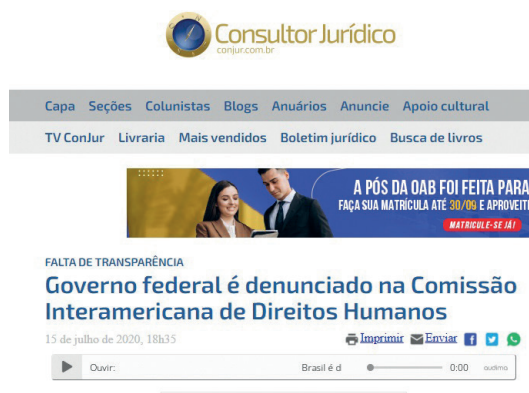 Consultor Jurídico
conjur.com.br
Capa Seções Colunistas Blogs Anuários Anuncie Apoio cultural
TV ConJur Livraria Mais vendidos Boletim jurídico Busca de livros
A PÓS DA OAB FOI FEITA PARA
FAÇA SUA MATRÍCULA ATÉ 30/09 E APROVEIT
MATRICULE-SE JÁ!
FALTA DE TRANSPARÊNCIA
Governo federal é denunciado na Comissão
Interamericana de Direitos Humanos
15 de julho de 2020, 18h35 Imprimir Enviar
Ouvir: Brasil é d 0:00 audima